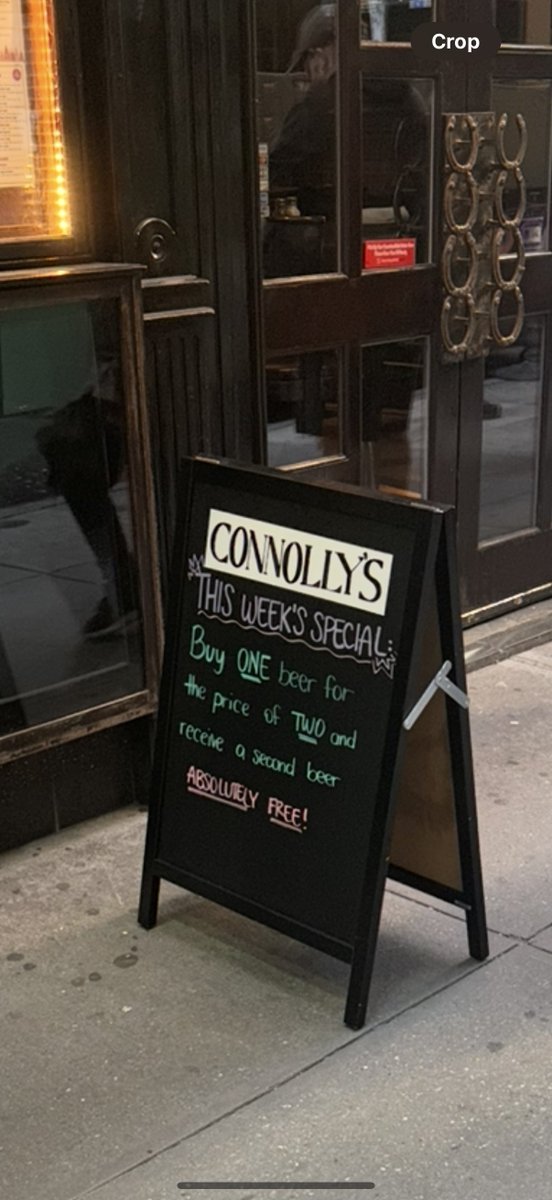 Crop
CONNOLLY'S
THIS WEEK'S SPECIAL:
Buy ONE beer for
the price of TWO and
receive a second beer
ABSOLUTELY FREE!